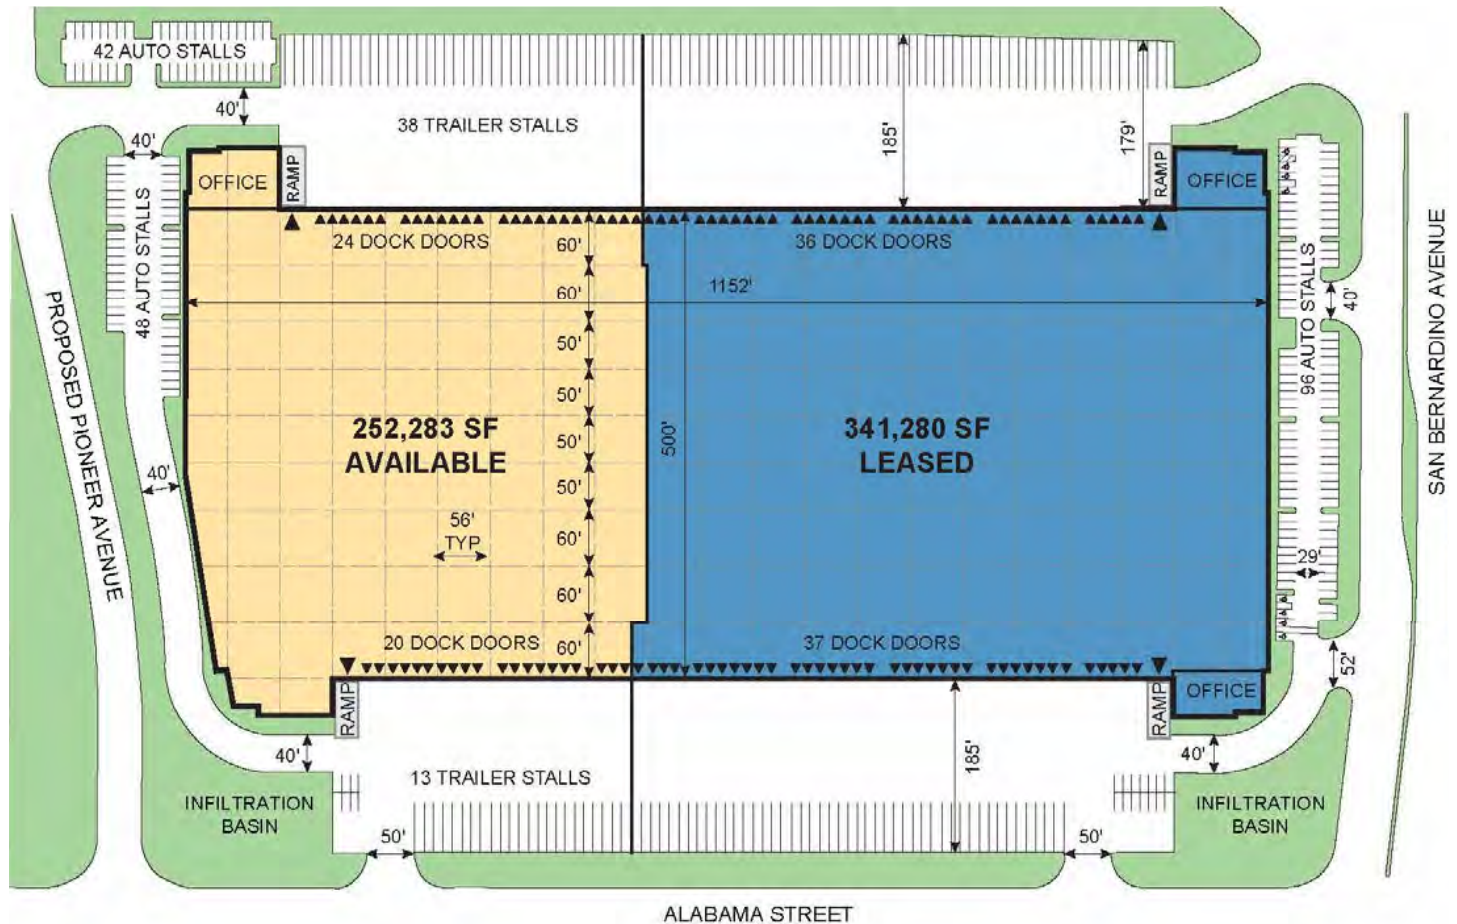 42 AUTO STALLS
40'
38 TRAILER STALLS
185'
179'
40'
OFFICE
RAMP
RAMP
OFFICE
48 AUTO STALLS
24 DOCK DOORS
60'
36 DOCK DOORS
60'
1152'
96 AUTO STALLS
40'
SAN BERNARDINO AVENUE
PROPOSED PIONEER AVENUE
50'
50'
252,283 SF
AVAILABLE
50'
500'
341,280 SF
LEASED
40'
50'
56'
TYP
60'
29'
60'
20 DOCK DOORS
60'
37 DOCK DOORS
52'
RAMP
RAMP
OFFICE
40'
13 TRAILER STALLS
185'
40'
INFILTRATION
BASIN
INFILTRATION
BASIN
50'
50'
ALABAMA STREET